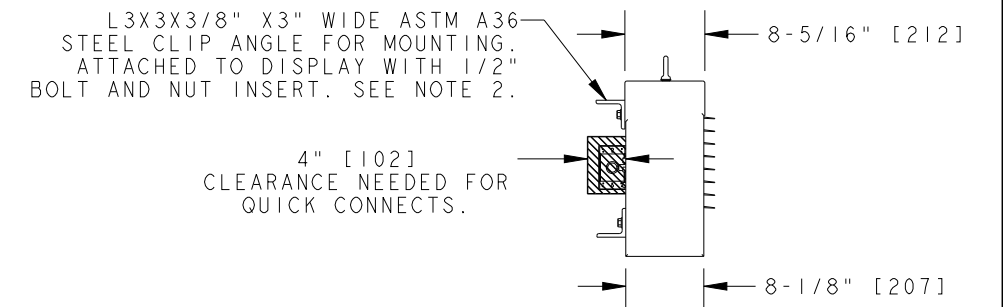 L3X3X3/8" X3" WIDE ASTM A36
STEEL CLIP ANGLE FOR MOUNTING.
ATTACHED TO DISPLAY WITH 1/2"
BOLT AND NUT INSERT. SEE NOTE 2.
8-5/16" [212]
4" [102]
CLEARANCE NEEDED FOR
QUICK CONNECTS.
8-1/8" [207]